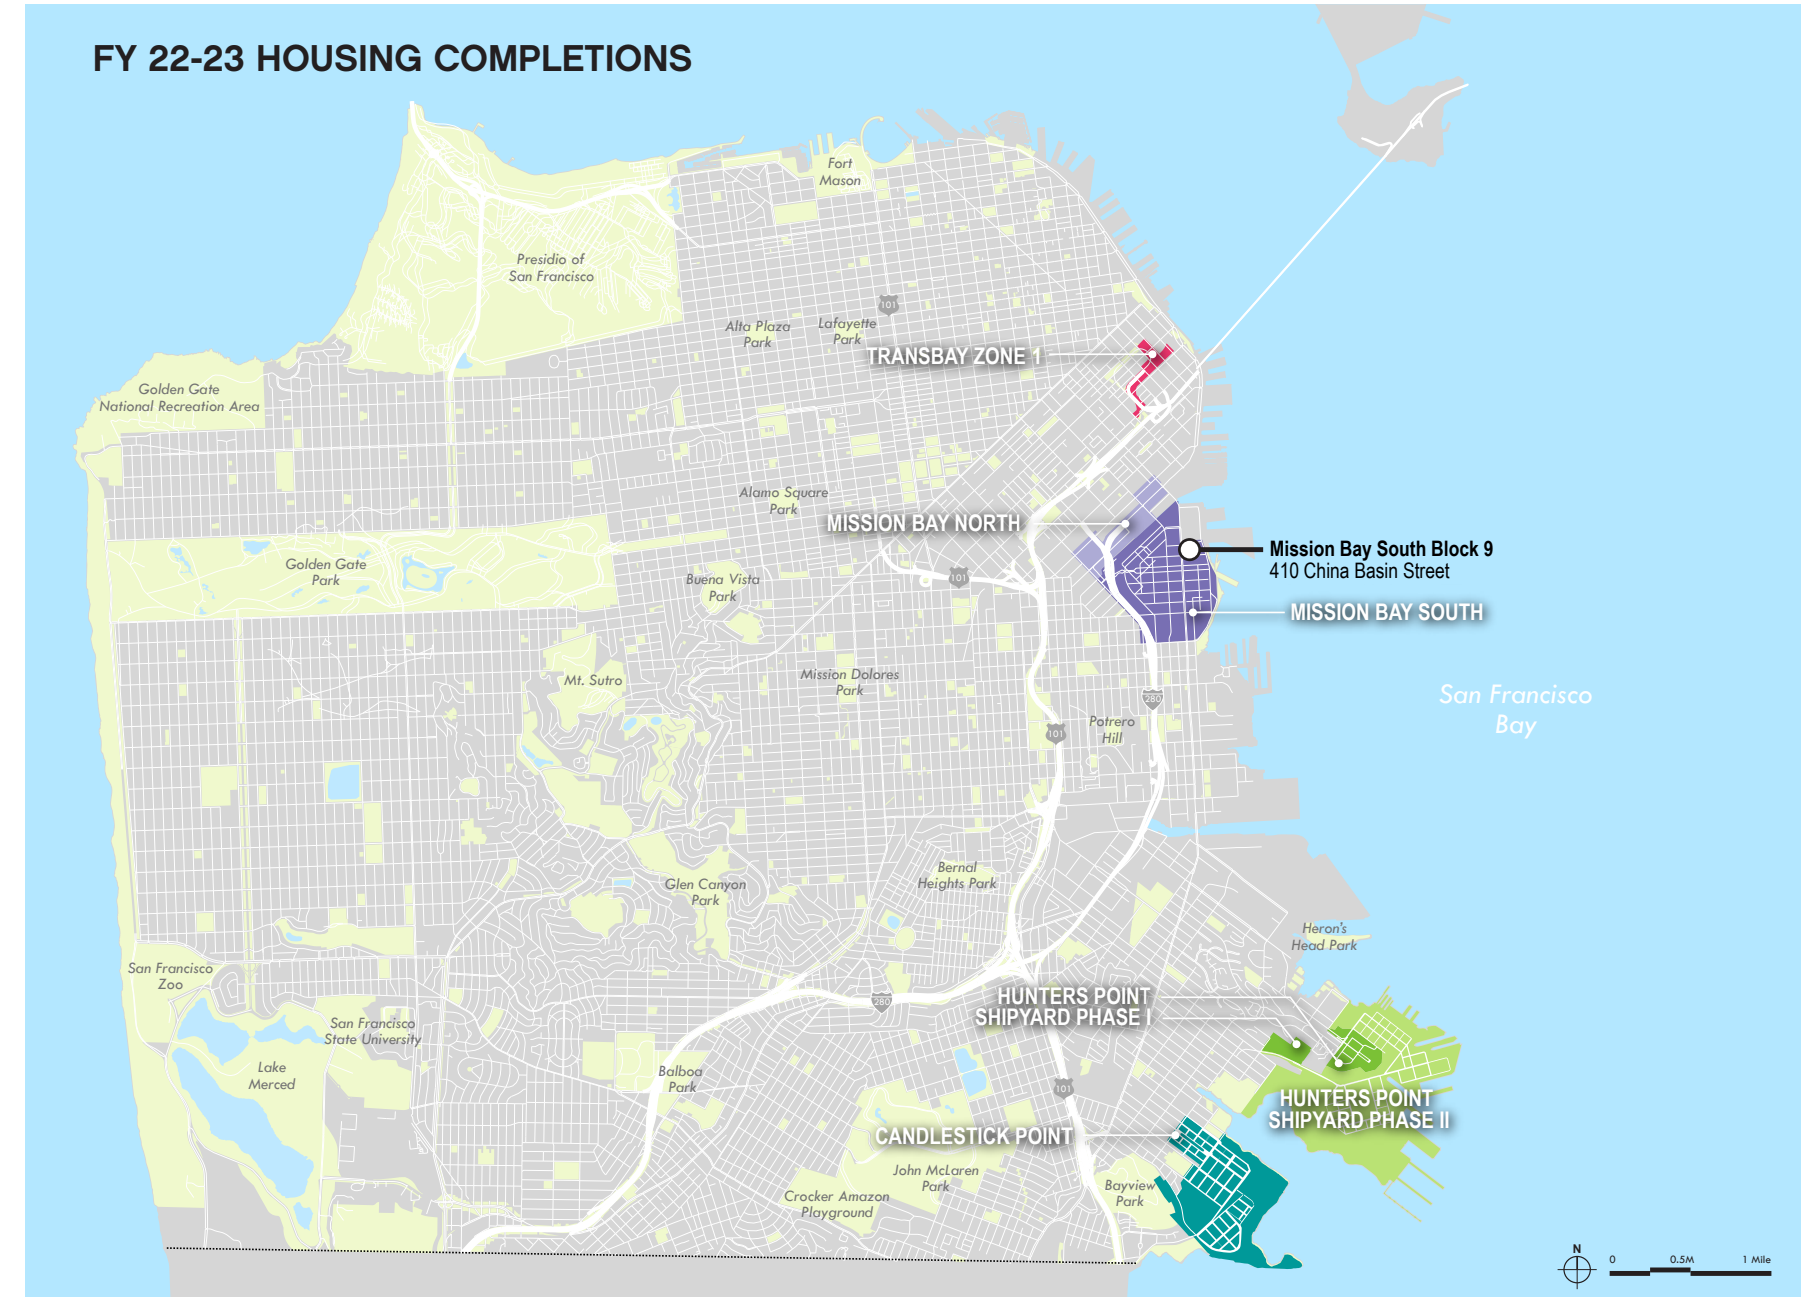 FY 22-23 HOUSING COMPLETIONS
Fort
Mason
Presidio of
San Francisco
101
Alta Plaza
Park
Lafayette
Park
TRANSBAY ZONE 1
Golden Gate
National Recreation Area
Alamo Square
Park
MISSION BAY NORTH
Mission Bay South Block 9
410 China Basin Street
Golden Gate
Park
Buena Vista
Park
101
MISSION BAY SOUTH
Mt. Sutro
Mission Dolores
Park
280
San Francisco
Bay
Potrero
Hill
101
Bernal
Heights Park
Glen Canyon
Park
Heron's
Head Park
San Francisco
Zoo
280
HUNTERS POINT
SHIPYARD PHASE I
San Francisco
State University
Lake
Merced
Balboa
Park
101
HUNTERS POINT
SHIPYARD PHASE II
CANDLESTICK POINT
John McLaren
Park
Bayview
Park
Crocker Amazon
Playground
N
0 0.5M 1 Mile